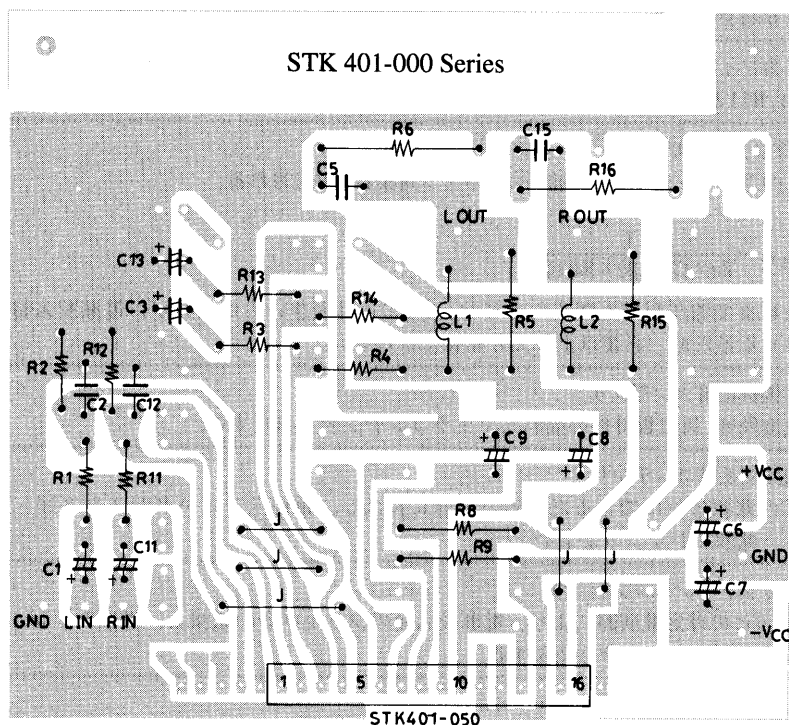 STK 401-000 Series
R6
C15
C5
R16
L OUT
R OUT
C13
R13
C3
R14
L1
R5
L2
R15
R3
R2
R12
R4
C2
C12
C9
C8
+VCC
R1
R11
R8
C6
J
J
J
J
J
R9
GND
C1
C11
C7
GND
LIN
RIN
-VCC
1
5
10
16
STK401-050